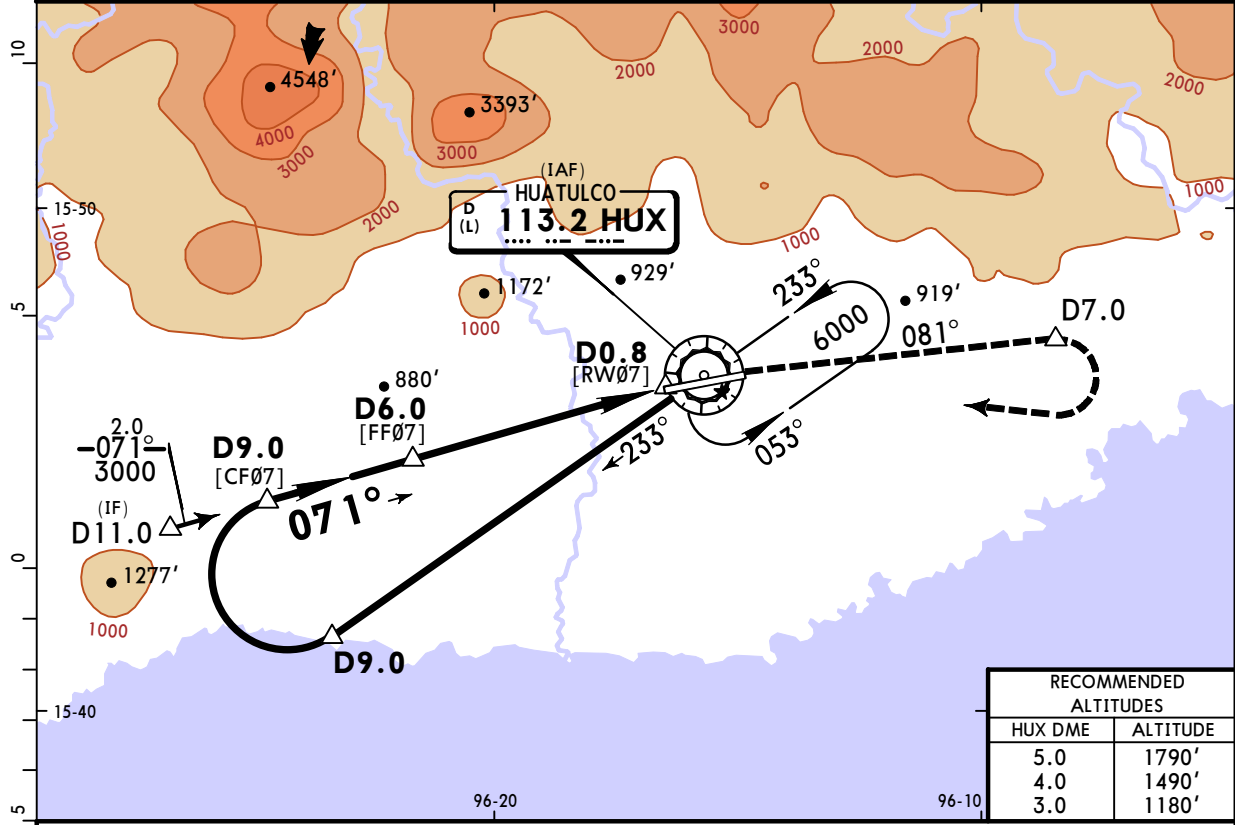 3000
10
2000
4548'
2000
2000
3393'
4000
3000
3000
(IAF)
HUATULCO
1000
15-50
2000
D
(L)
113.2 HUX
1000
1000
929'
233°
1172'
919'
5
6000
D7.0
1000
081°
D0.8
[RWØ7]
880'
D6.0
[FFØ7]
2.0
071°
3000
D9.0
[CFØ7]
233°
053°
(IF)
D11.0
071°
0
1277'
1000
D9.0
RECOMMENDED
ALTITUDES
15-40
HUX DME ALTITUDE
5.0 1790'
4.0 1490'
3.0 1180'
96-20
96-10
5